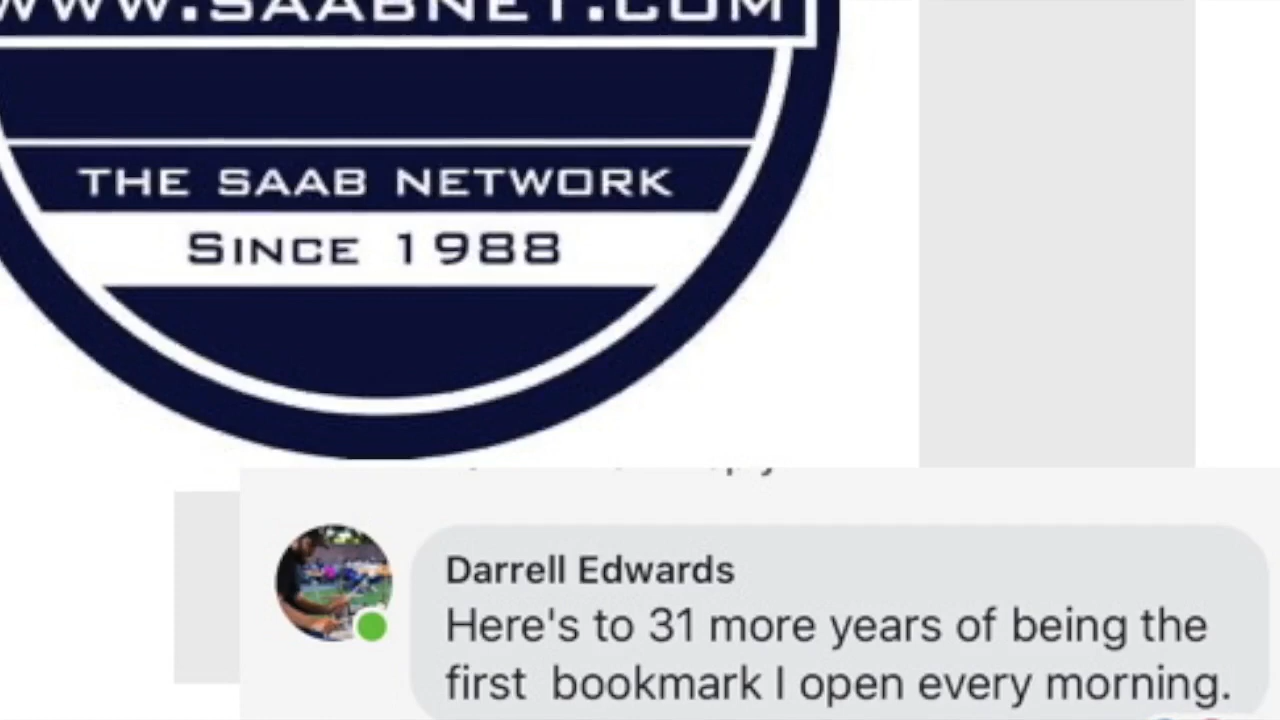 WWW.SAABNET.COM
THE SAAB NETWORK
SINCE 1988
Darrell Edwards
Here's to 31 more years of being the
first  bookmark I open every morning.